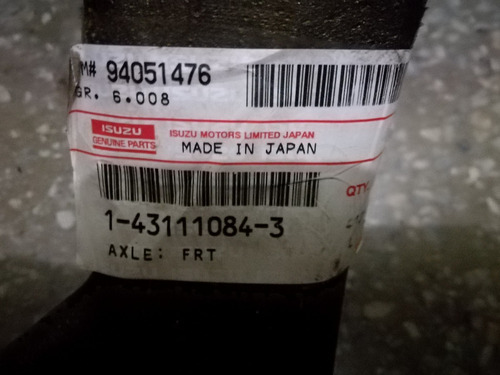 M# 94051476
GR. 6.008
ISUZU
GENUINE PARTS
ISUZU MOTORS LIMITED JAPAN
MADE IN JAPAN
QTY
1-43111084-3
AXLE: FRT